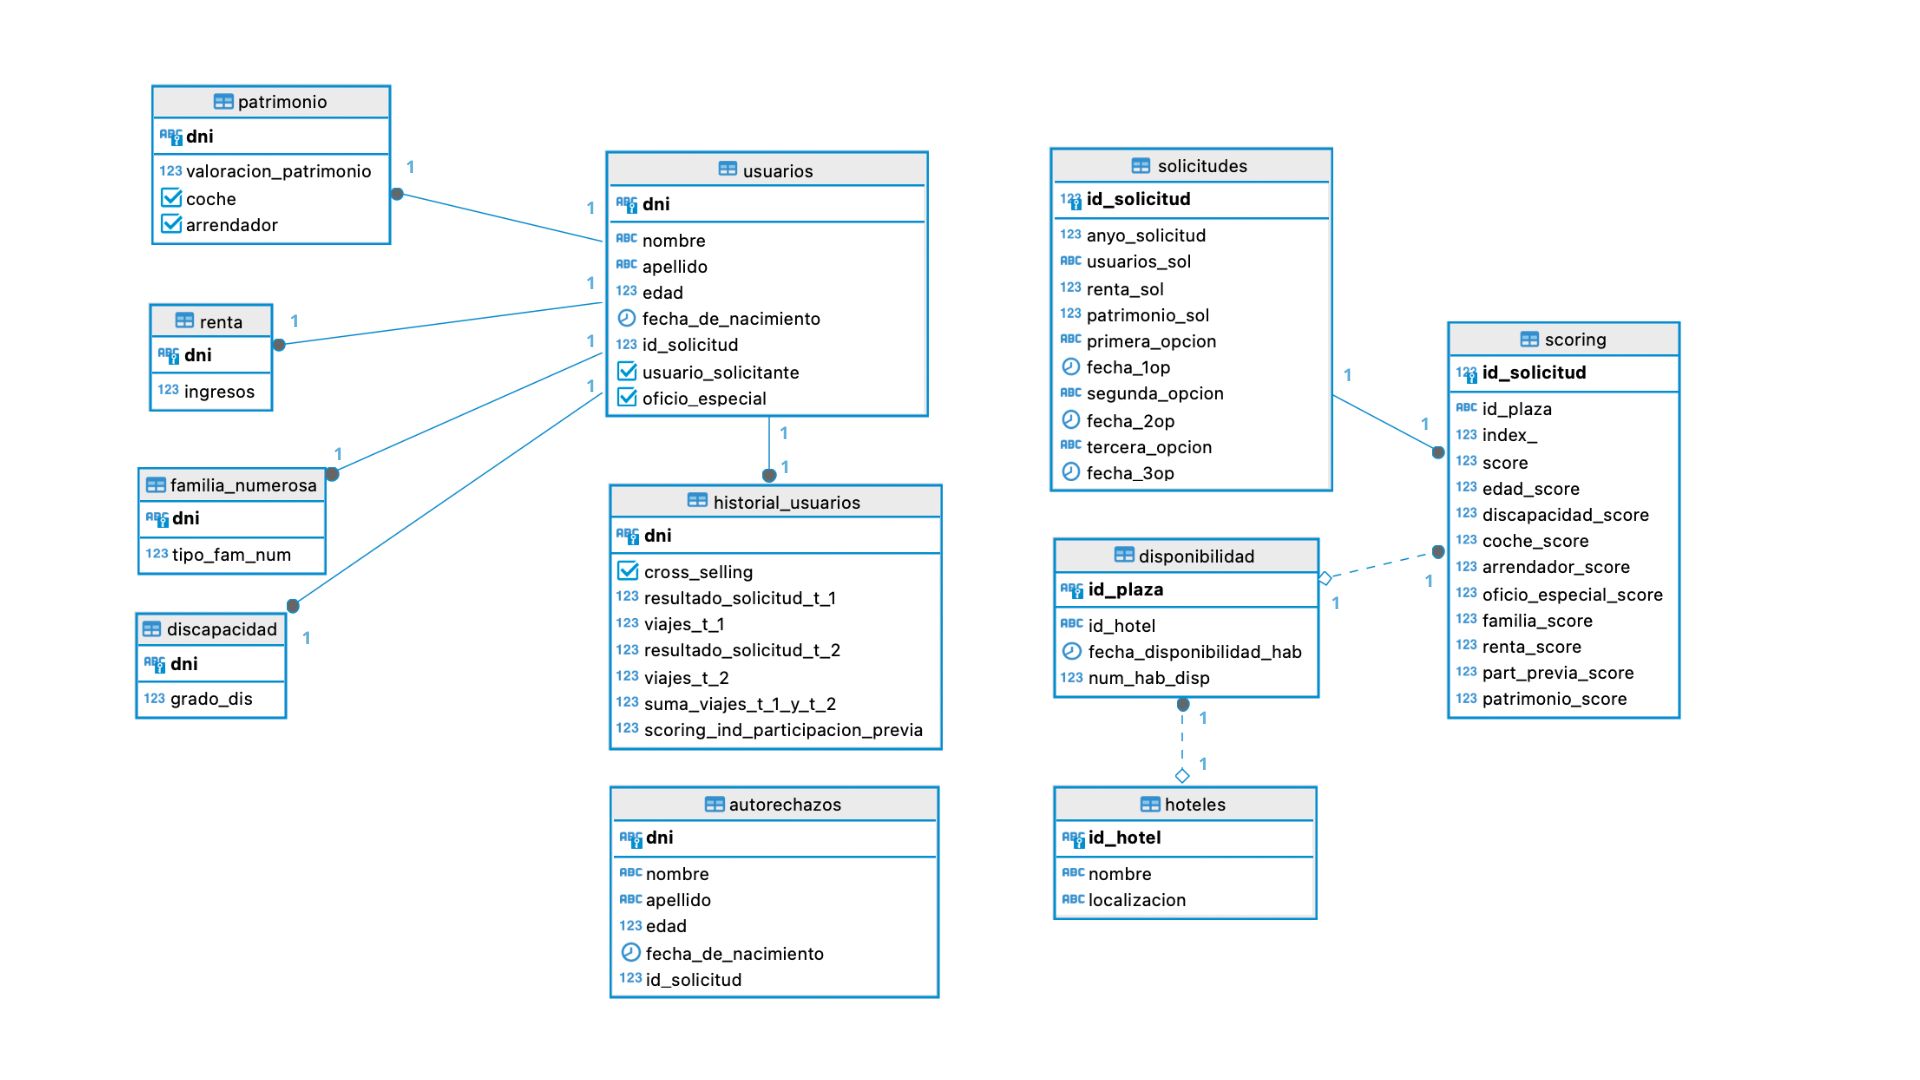 patrimonio
ABC dni
123 valoracion_patrimonio
coche
arrendador
1
1
usuarios
ABC dni
ABC nombre
ABC apellido
123 edad
fecha_de_nacimiento
123 id_solicitud
usuario_solicitante
oficio_especial
renta
ABC dni
123 ingresos
1
1
familia_numerosa
ABC dni
123 tipo_fam_num
1
1
discapacidad
ABC dni
123 grado_dis
1
1
1
1
historial_usuarios
ABC dni
cross_selling
123 resultado_solicitud_t_1
123 viajes_t_1
123 resultado_solicitud_t_2
123 viajes_t_2
123 suma_viajes_t_1_y_t_2
123 scoring_ind_participacion_previa
autorechazos
ABC dni
ABC nombre
ABC apellido
123 edad
fecha_de_nacimiento
123 id_solicitud
solicitudes
123 id_solicitud
123 anyo_solicitud
ABC usuarios_sol
123 renta_sol
123 patrimonio_sol
ABC primera_opcion
fecha_1op
ABC segunda_opcion
fecha_2op
ABC tercera_opcion
fecha_3op
1
1
scoring
123 id_solicitud
ABC id_plaza
123 index_
123 score
123 edad_score
123 discapacidad_score
123 coche_score
123 arrendador_score
123 oficio_especial_score
123 familia_score
123 renta_score
123 part_previa_score
123 patrimonio_score
disponibilidad
ABC id_plaza
ABC id_hotel
fecha_disponibilidad_hab
123 num_hab_disp
1
1
1
1
hoteles
ABC id_hotel
ABC nombre
ABC localizacion